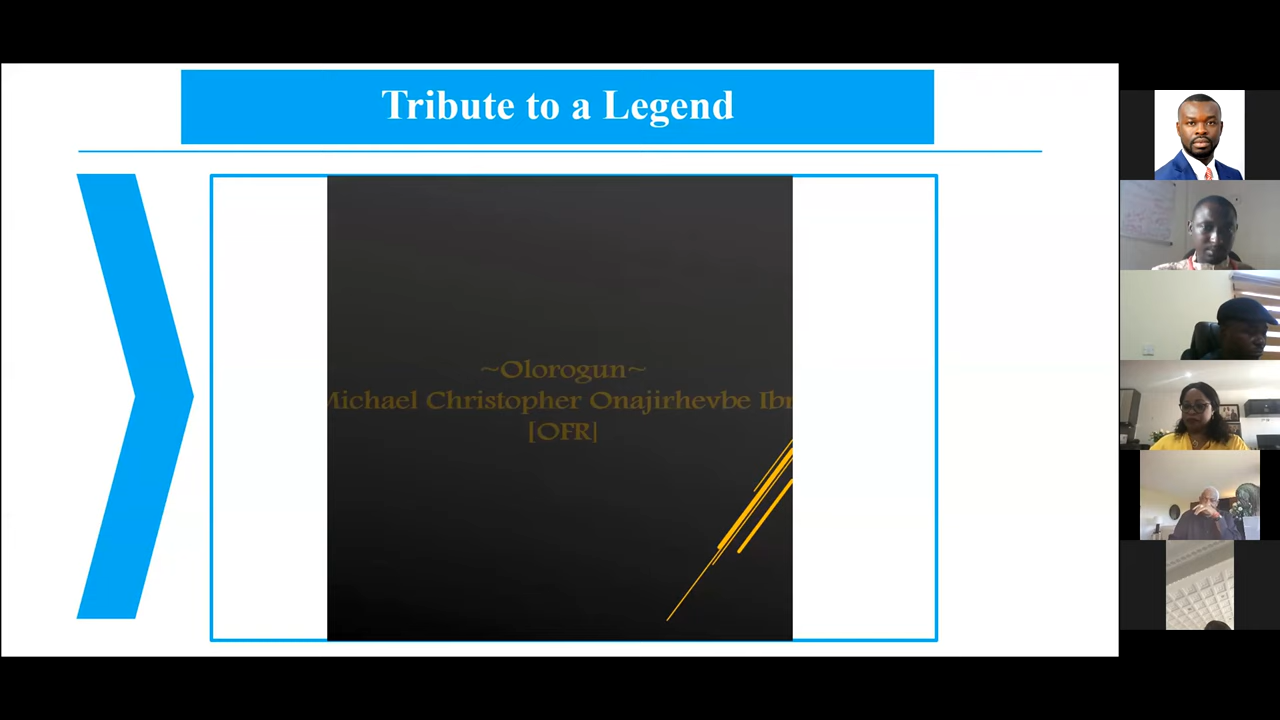 Tribute to a Legend
~Olorogun~
Michael Christopher Onajirhevbe
[OFR]